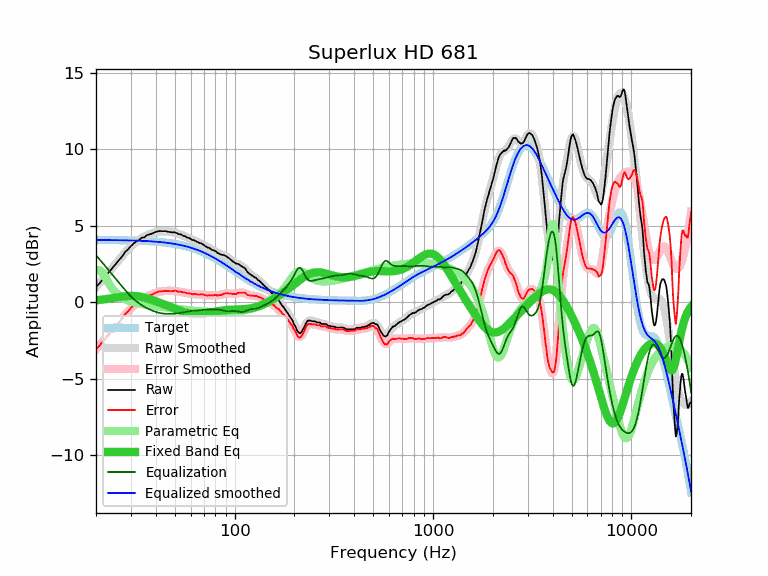 Superlux HD 681
15
10
5
0
−5
−10
Amplitude (dBr)
Target
Raw Smoothed
Error Smoothed
Raw
Error
Parametric Eq
Fixed Band Eq
Equalization
Equalized smoothed
100
1000
10000
Frequency (Hz)